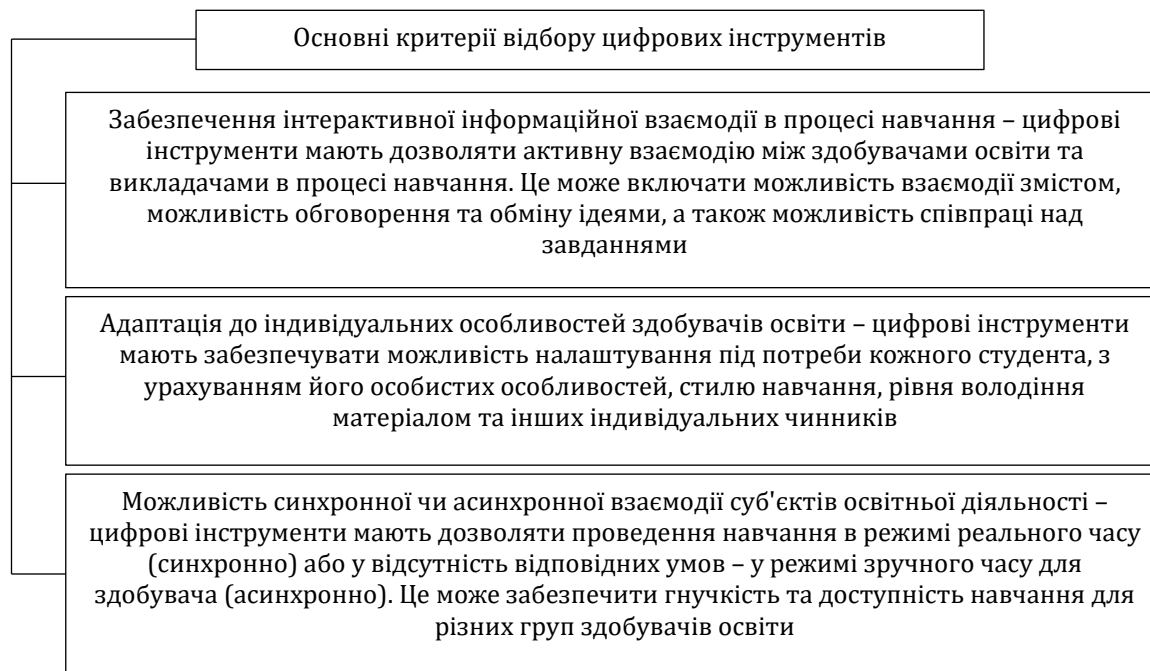 Основні критерії відбору цифрових інструментів
Забезпечення інтерактивної інформаційної взаємодії в процесі навчання – цифрові
інструменти мають дозволяти активну взаємодію між здобувачами освіти та
викладачами в процесі навчання. Це може включати можливість взаємодії змістом,
можливість обговорення та обміну ідеями, а також можливість співпраці над
завданнями
Адаптація до індивідуальних особливостей здобувачів освіти – цифрові інструменти
мають забезпечувати можливість налаштування під потреби кожного студента, з
урахуванням його особистих особливостей, стилю навчання, рівня володіння
матеріалом та інших індивідуальних чинників
Можливість синхронної чи асинхронної взаємодії суб'єктів освітньої діяльності –
цифрові інструменти мають дозволяти проведення навчання в режимі реального часу
(синхронно) або у відсутність відповідних умов – у режимі зручного часу для
здобувача (асинхронно). Це може забезпечити гнучкість та доступність навчання для
різних груп здобувачів освіти